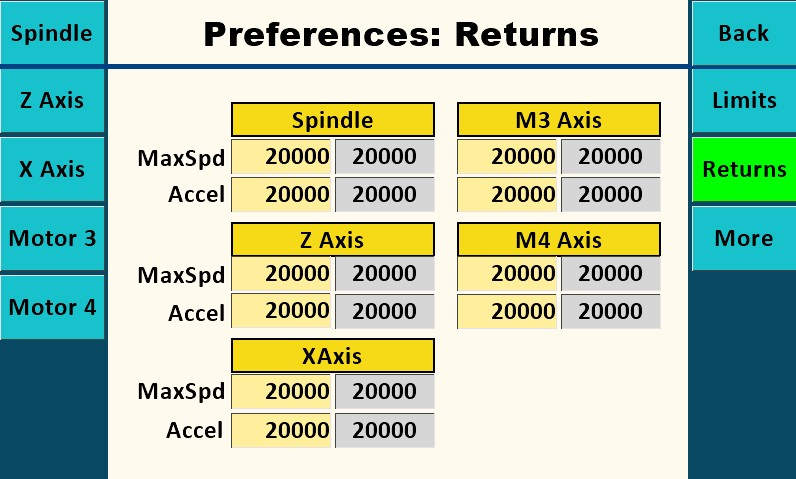 Preferences: Returns
Spindle
Z Axis
X Axis
Motor 3
Motor 4
Spindle
MaxSpd 20000 20000
Accel 20000 20000
Z Axis
MaxSpd 20000 20000
Accel 20000 20000
XAxis
MaxSpd 20000 20000
Accel 20000 20000
M3 Axis
20000 20000
20000 20000
M4 Axis
20000 20000
20000 20000
Back
Limits
Returns
More